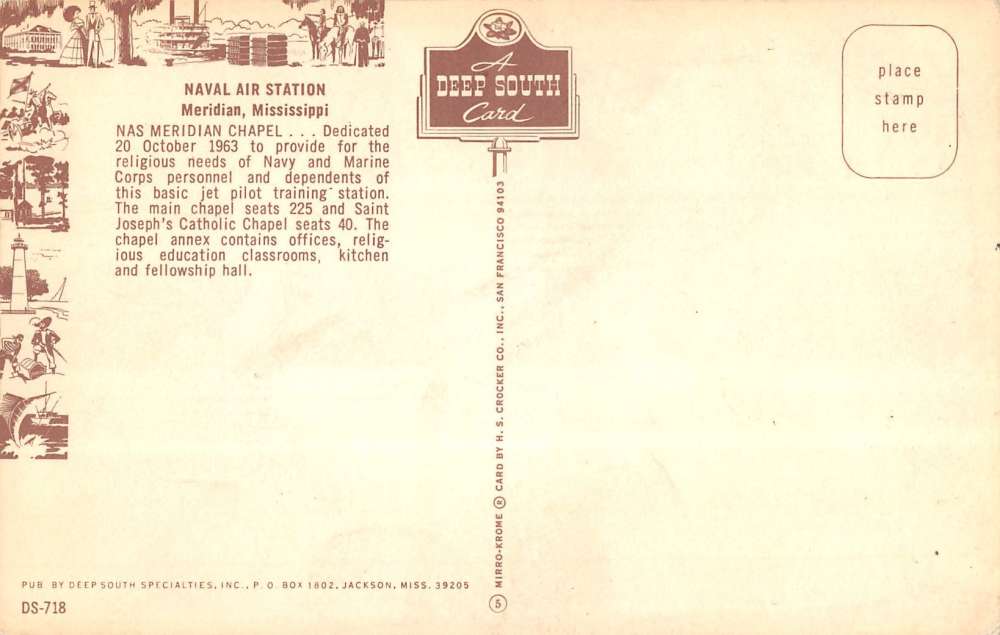 NAVAL AIR STATION
Meridian, Mississippi
NAS MERIDIAN CHAPEL . . . Dedicated
20 October 1963 to provide for the
religious needs of Navy and Marine
Corps personnel and dependents of
this basic jet pilot training station.
The main chapel seats 225 and Saint
Joseph's Catholic Chapel seats 40. The
chapel annex contains offices, relig-
ious education classrooms, kitchen
and fellowship hall.
A
DEEP SOUTH
Card
place
stamp
here
MIRRO-KROME ® CARD BY H. S. CROCKER CO., INC., SAN FRANCISCO 94103
5
PUB. BY DEEP SOUTH SPECIALTIES, INC., P. O. BOX 1802, JACKSON, MISS. 39205
DS-718